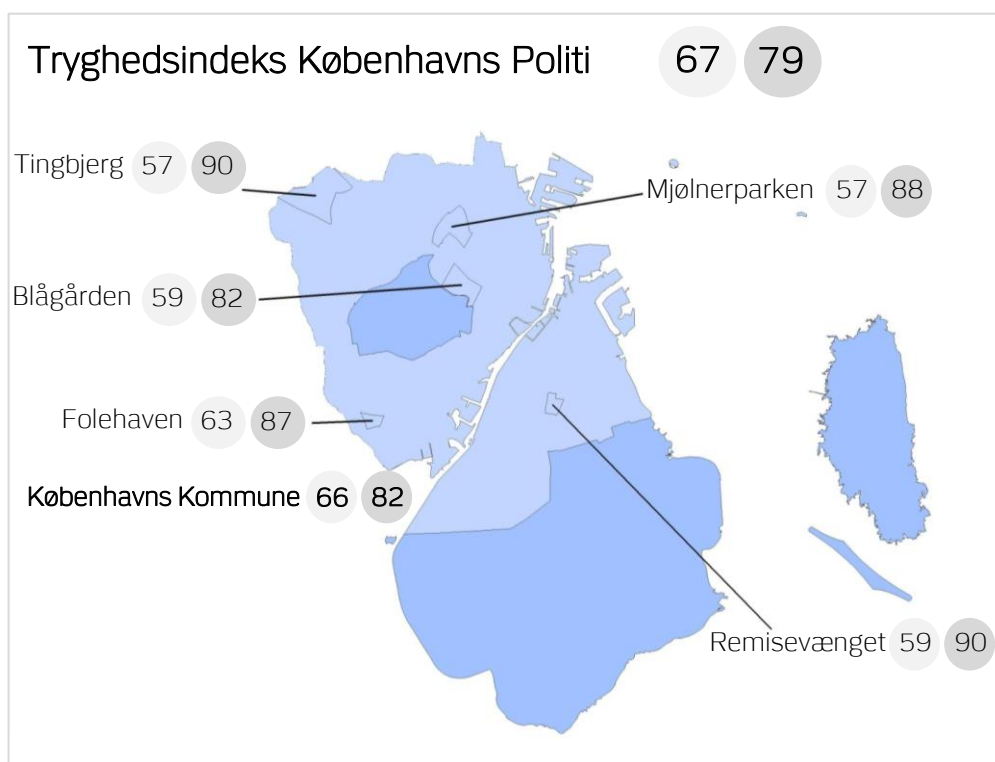 Tryghedsindeks Københavns Politi 67 79
Tingbjerg 57 90
Mjølnerparken 57 88
Blågården 59 82
Folehaven 63 87
Københavns Kommune 66 82
Remisevænget 59 90